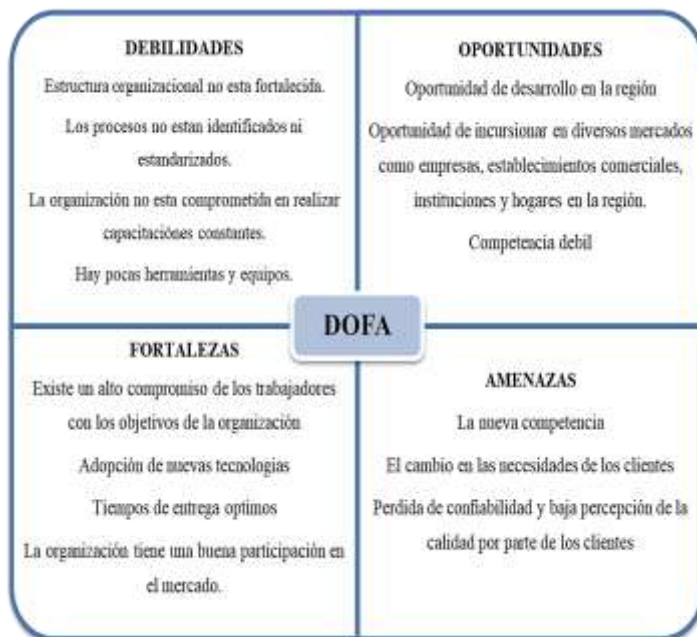 DEBILIDADES
Estructura organizacional no esta fortalecida.
Los procesos no estan identificados ni
estandarizados.
La organización no esta comprometida en realizar
capacitaciónes constantes.
Hay pocas herramientas y equipos.
OPORTUNIDADES
Oportunidad de desarrollo en la región
Oportunidad de incursionar en diversos mercados
como empresas, establecimientos comerciales,
instituciones y hogares en la región.
Competencia debil
DOFA
FORTALEZAS
Existe un alto compromiso de los trabajadores
con los objetivos de la organización
Adopción de nuevas tecnologias
Tiempos de entrega optimos
La organización tiene una buena participación en
el mercado.
AMENAZAS
La nueva competencia
El cambio en las necesidades de los clientes
Perdida de confiabilidad y baja percepción de la
calidad por parte de los clientes